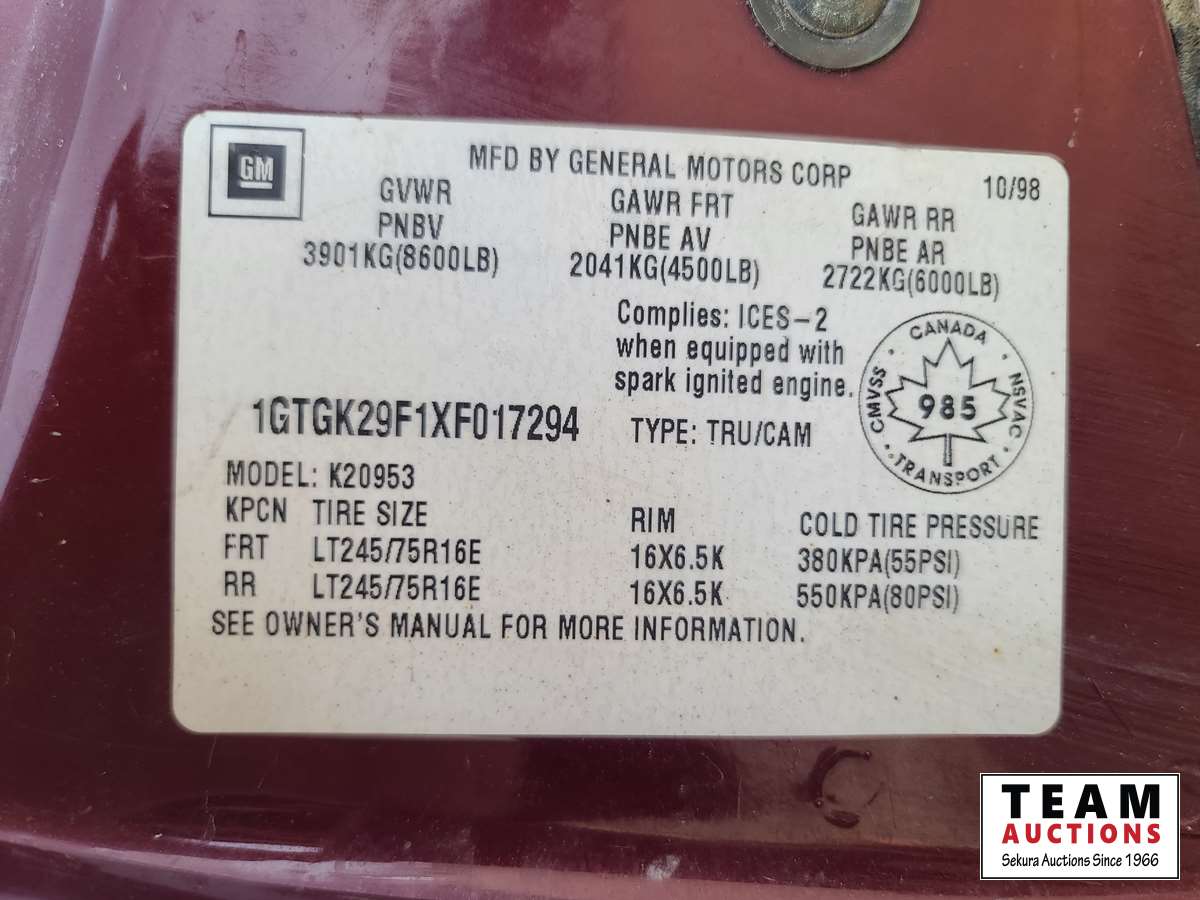 GM
MFD BY GENERAL MOTORS CORP
10/98
GVWR GAWR FRT GAWR RR
PNBV PNBE AV PNBE AR
3901KG(8600LB) 2041KG(4500LB) 2722KG(6000LB)
Complies: ICES-2
when equipped with
spark ignited engine.
CANADA
CMVSS 985 NSVAC
TRANSPORT
1GTGK29F1XF017294 TYPE: TRU/CAM
MODEL: K20953
KPCN TIRE SIZE RIM COLD TIRE PRESSURE
FRT LT245/75R16E 16X6.5K 380KPA(55PSI)
RR LT245/75R16E 16X6.5K 550KPA(80PSI)
SEE OWNER'S MANUAL FOR MORE INFORMATION.
TEAM
AUCTIONS
Sekura Auctions Since 1966